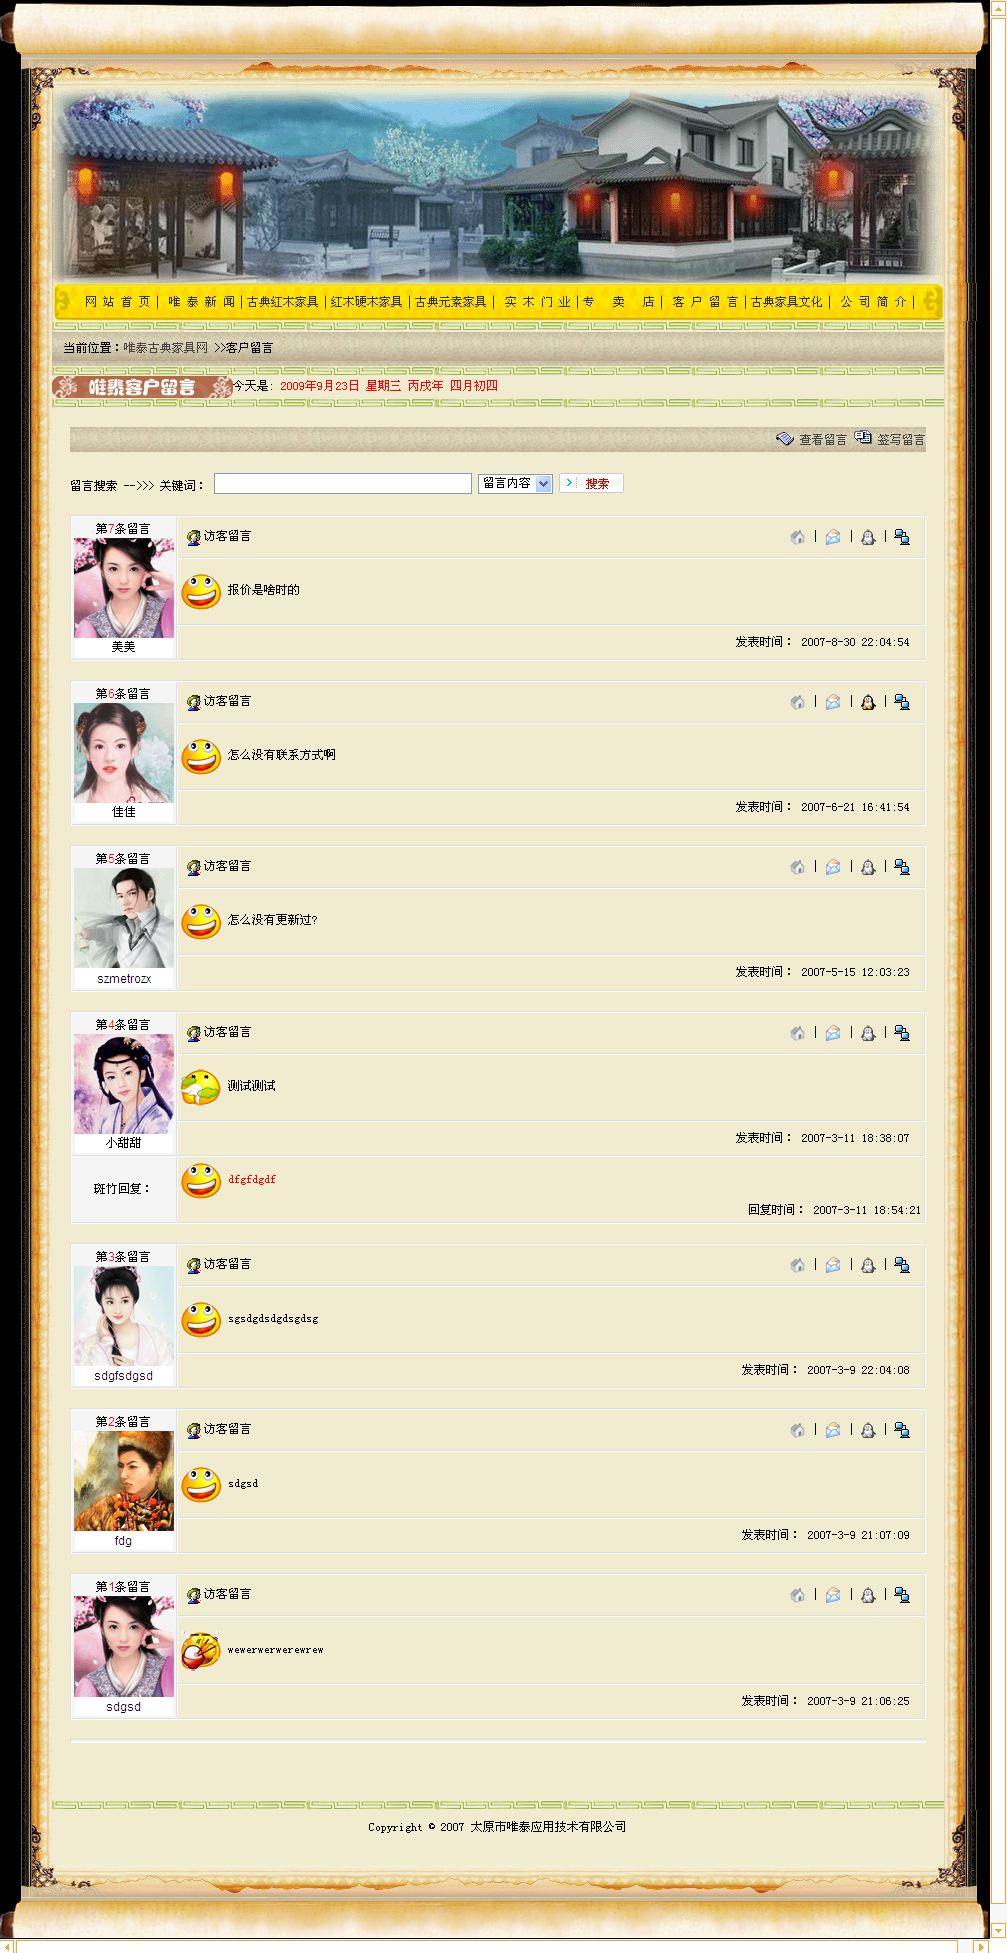 网 站 首 页 | 唯 泰 新 闻 | 古典红木家具 | 红木硬木家具 | 古典元素家具 | 实 木 门 业 | 专 卖 店 | 客 户 留 言 | 古典家具文化 | 公 司 简 介 |
当前位置：唯泰古典家具网 >>客户留言
唯泰客户留言 今天是: 2009年9月23日 星期三 丙戌年 四月初四
查看留言 签写留言
留言搜索 -->>> 关键词： 留言内容 搜索
第7条留言 访客留言
报价是啥时的
美美 发表时间： 2007-8-30 22:04:54
第6条留言 访客留言
怎么没有联系方式啊
佳佳 发表时间： 2007-6-21 16:41:54
第5条留言 访客留言
怎么没有更新过?
szmetrozx 发表时间： 2007-5-15 12:03:23
第4条留言 访客留言
测试测试
小甜甜 发表时间： 2007-3-11 18:38:07
斑竹回复： dfgfdgdf
回复时间： 2007-3-11 18:54:21
第3条留言 访客留言
sgsdgdsdgdsgdsg
sdgfsdgsd 发表时间： 2007-3-9 22:04:08
第2条留言 访客留言
sdgsd
fdg 发表时间： 2007-3-9 21:07:09
第1条留言 访客留言
wewerwerwerewrew
sdgsd 发表时间： 2007-3-9 21:06:25
Copyright © 2007 太原市唯泰应用技术有限公司